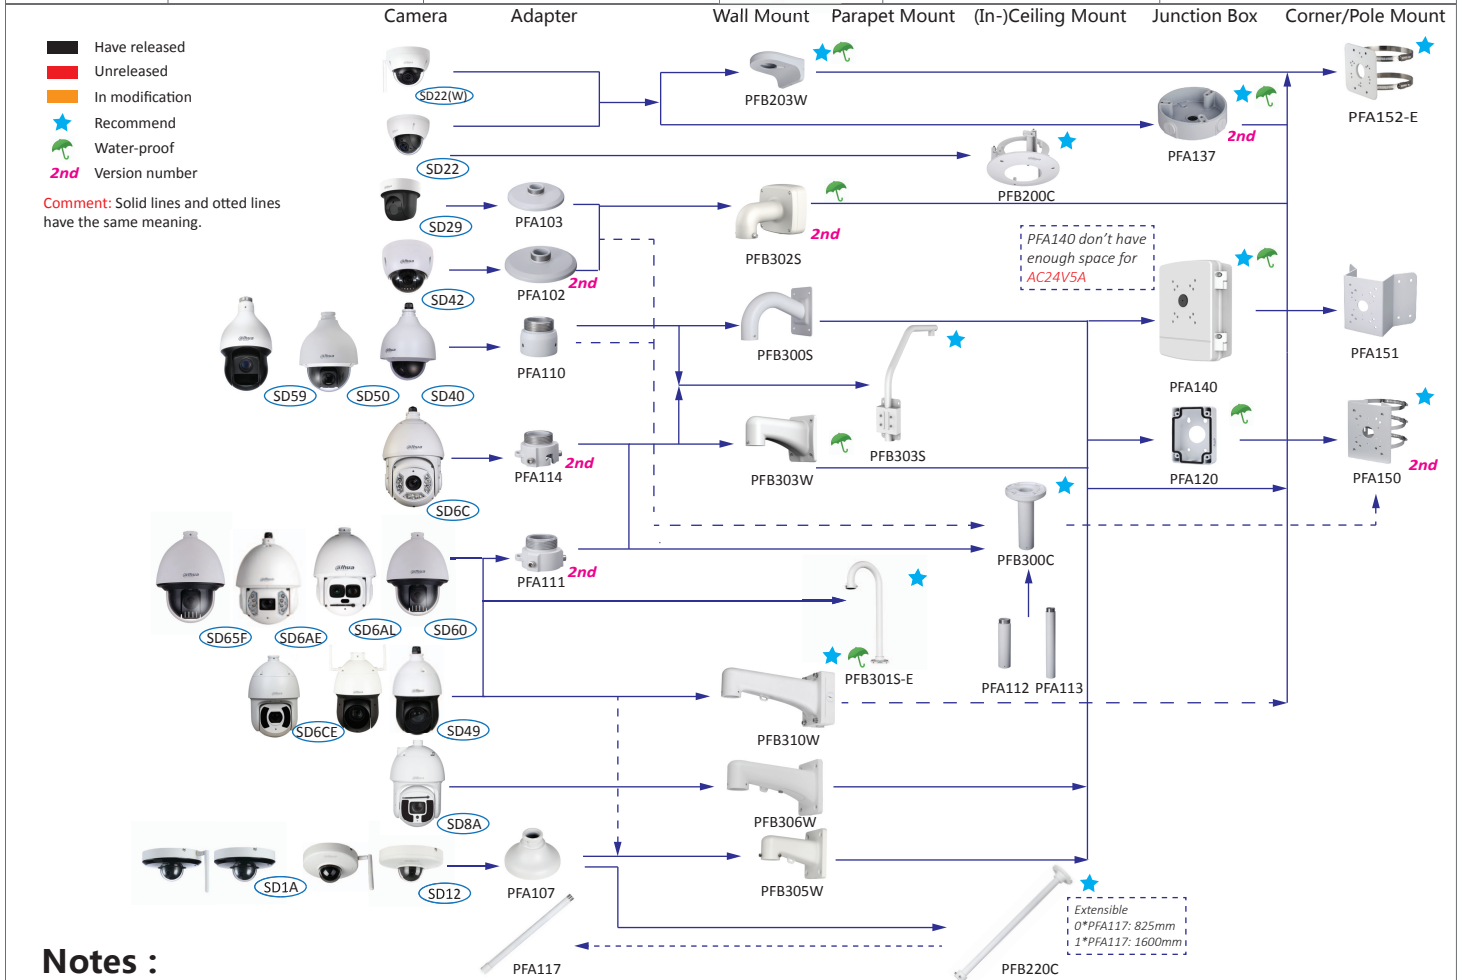 Camera Adapter Wall Mount Parapet Mount (In-)Ceiling Mount Junction Box Corner/Pole Mount
Have released
Unreleased
In modification
Recommend
Water-proof
2nd Version number
Comment: Solid lines and otted lines
have the same meaning.
SD22(W)
PFB203W
PFA152-E
SD22
PFB200C
PFA137
2nd
SD29
PFA103
PFB302S
2nd
PFA140 don't have
enough space for
AC24V5A
SD42
PFA102
2nd
SD59
SD50
SD40
PFA110
PFB300S
PFB303S
PFA140
PFA151
SD6C
PFA114
2nd
PFB303W
PFA120
PFA150
2nd
SD65F
SD6AE
SD6AL
SD60
PFA111
2nd
PFB300C
PFB301S-E
PFA112
PFA113
SD6CE
SD49
PFB310W
SD8A
PFB306W
SD1A
SD12
PFA107
PFB305W
PFA117
PFB220C
Extensible
0*PFA117: 825mm
1*PFA117: 1600mm
Notes :